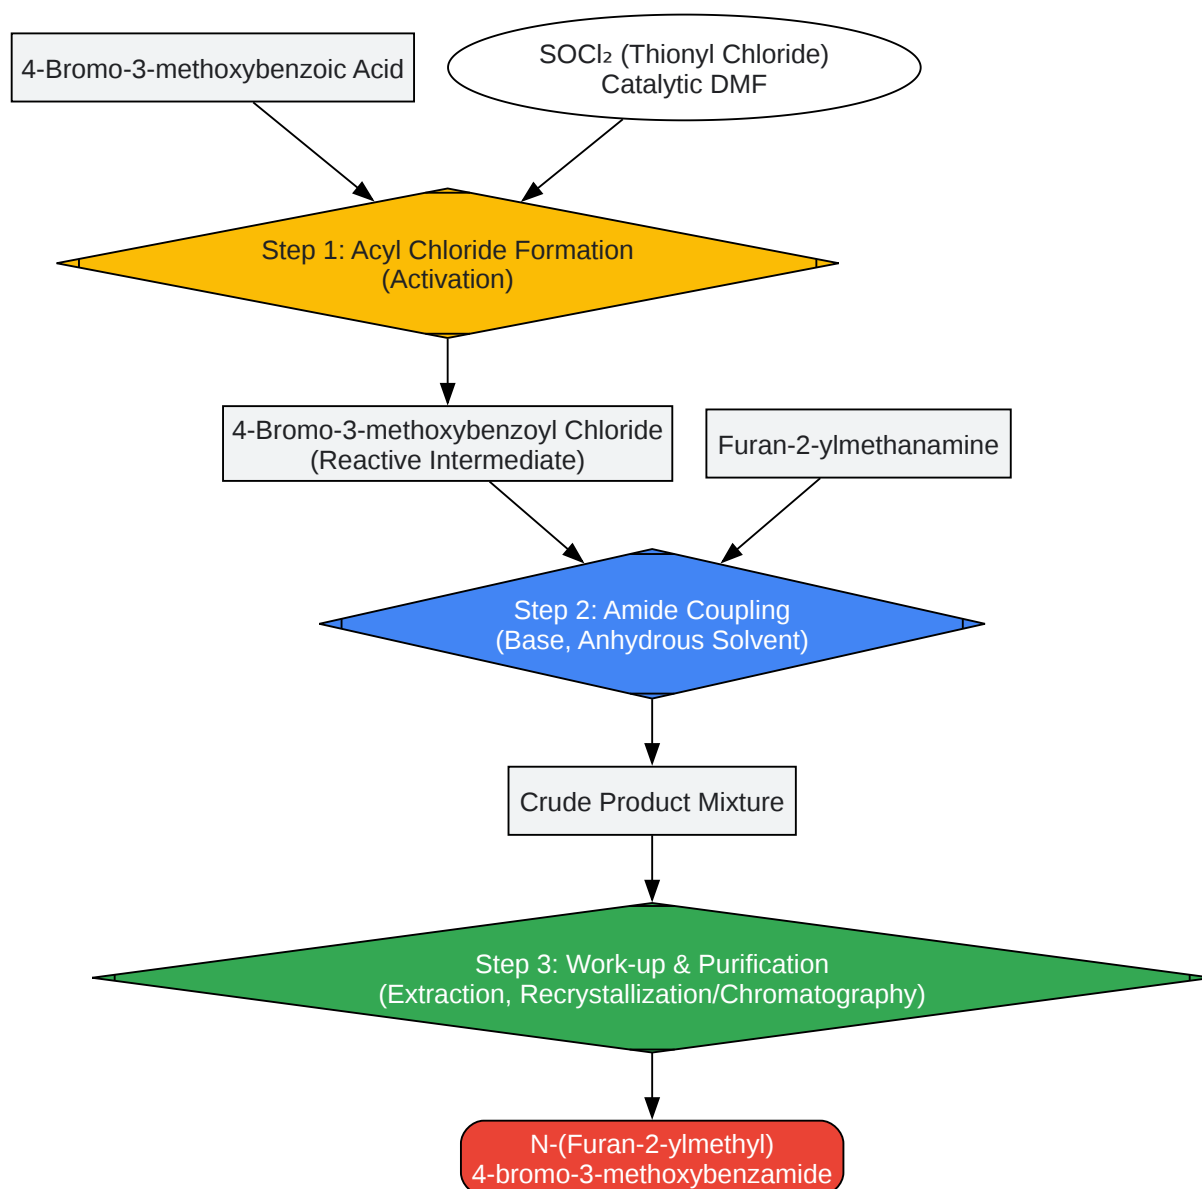 4-Bromo-3-methoxybenzoic Acid
SOCl₂ (Thionyl Chloride)
Catalytic DMF
Step 1: Acyl Chloride Formation
(Activation)
4-Bromo-3-methoxybenzoyl Chloride
(Reactive Intermediate)
Furan-2-ylmethanamine
Step 2: Amide Coupling
(Base, Anhydrous Solvent)
Crude Product Mixture
Step 3: Work-up & Purification
(Extraction, Recrystallization/Chromatography)
N-(Furan-2-ylmethyl)
4-bromo-3-methoxybenzamide